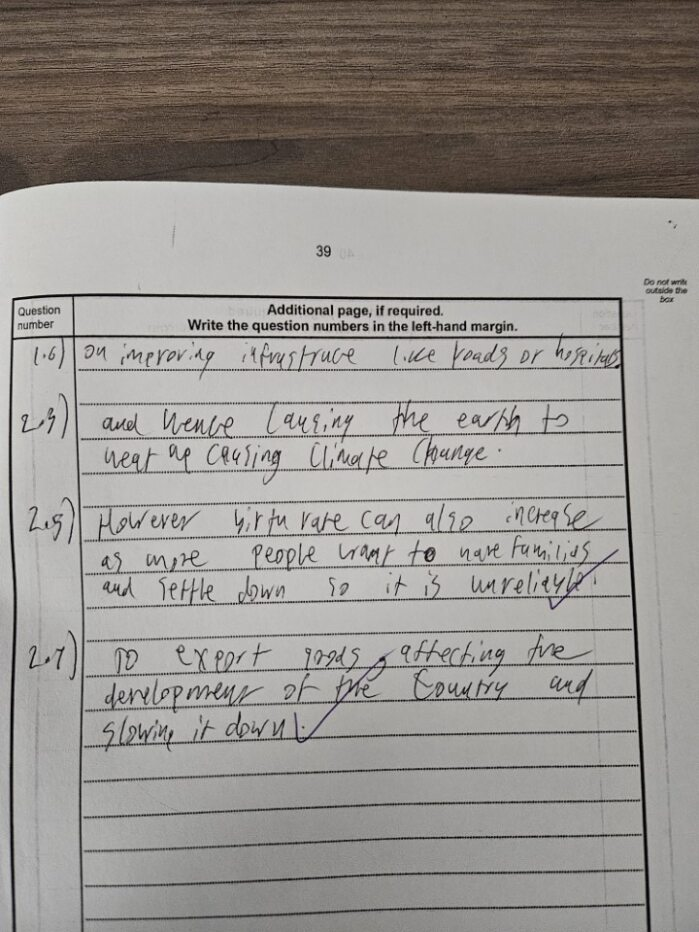 39
Do not write
outside the
box
Question
number
Additional page, if required.
Write the question numbers in the left-hand margin.
1.6) on improving infrustruce like roads or hospitals
2.3) and hence causing the earth to
heat up causing Climate Change.
2.5) However birth rate can also increase
as more people want to have families
and settle down so it is unreliable.
2.7) TO export goods, affecting the
development of the Country and
slowing it down.